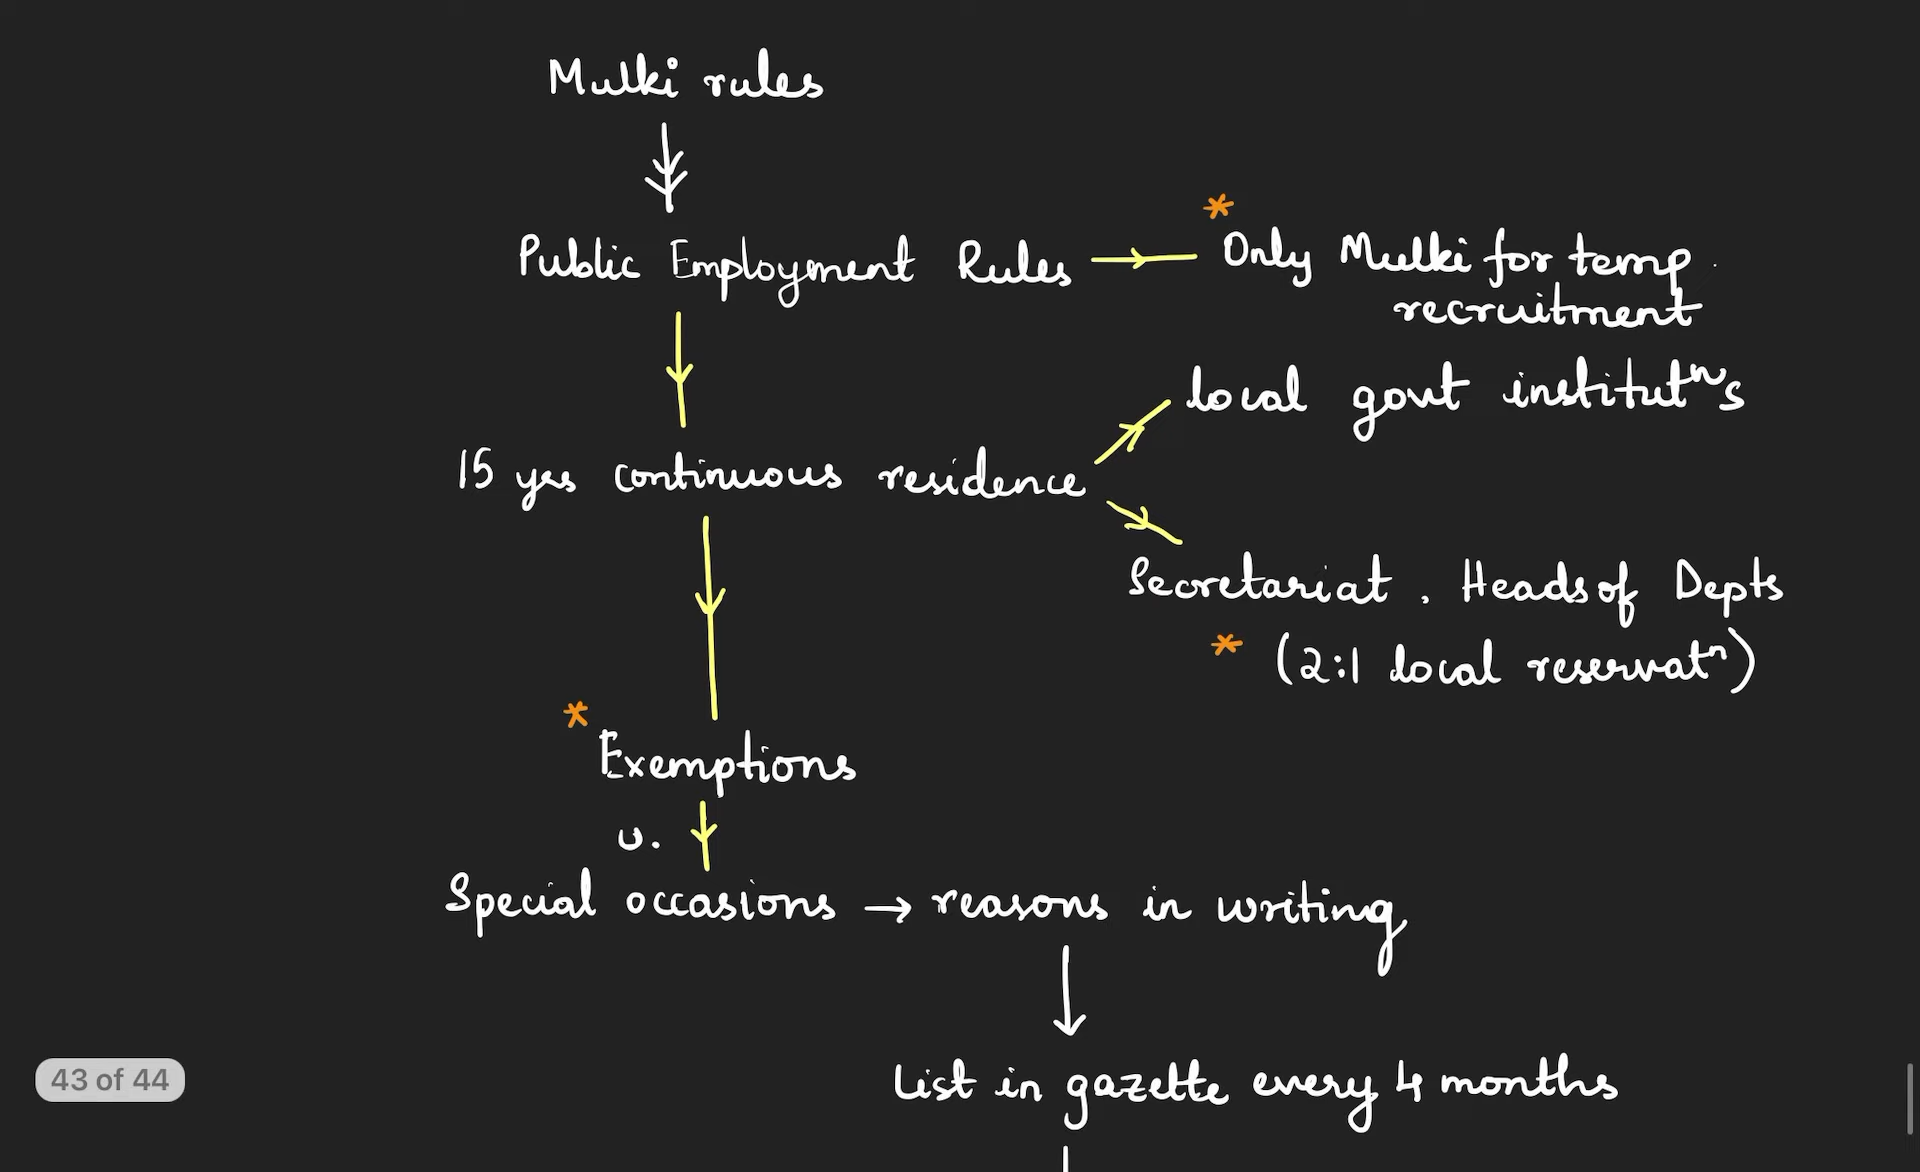 Mulki rules
Public Employment Rules
* Only Mulki for temp.
recruitment
local govt institutⁿs
15 yrs continuous residence
Secretariat, Heads of Depts
* (2:1 local reservatⁿ)
* Exemptions
u.
Special occasions → reasons in writing
List in gazette every 4 months
43 of 44